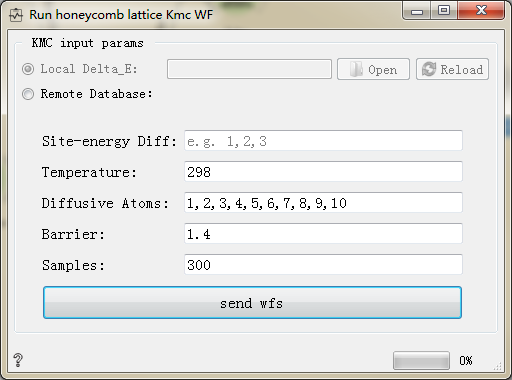 Run honeycomb lattice Kmc WF
KMC input params
Local Delta_E: Open Reload
Remote Database:
Site-energy Diff: e.g. 1,2,3
Temperature: 298
Diffusive Atoms: 1,2,3,4,5,6,7,8,9,10
Barrier: 1.4
Samples: 300
send wfs
? 0%